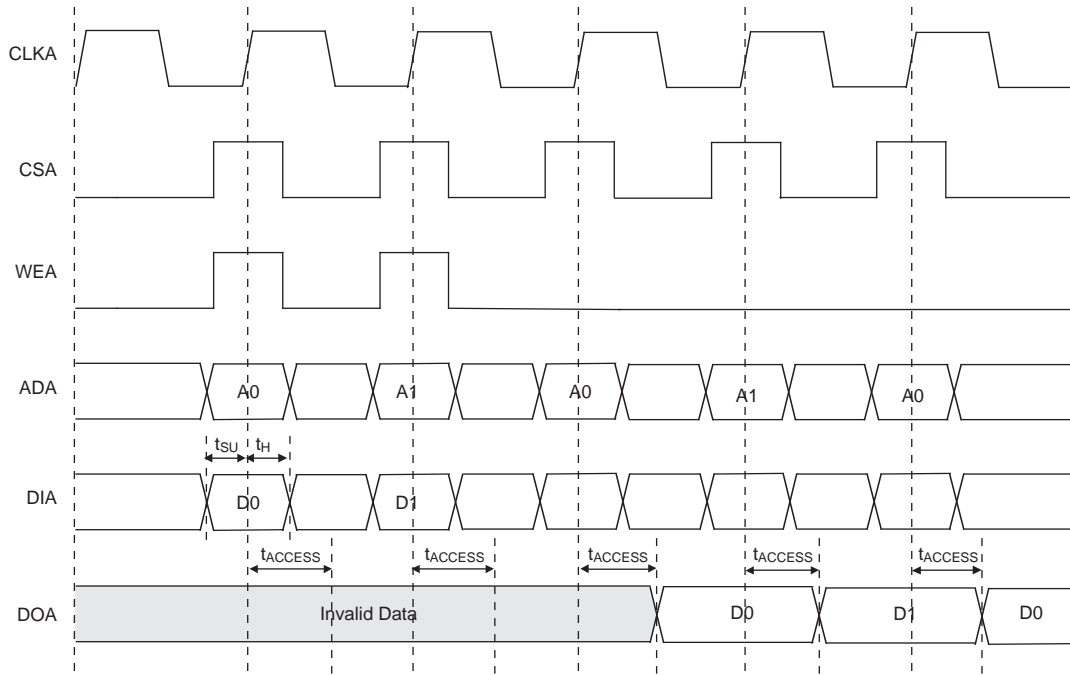 CLKA
CSA
WEA
ADA A0 A1 A0 A1 A0
tSU tH
DIA D0 D1
tACCESS tACCESS tACCESS tACCESS tACCESS
DOA Invalid Data D0 D1 D0